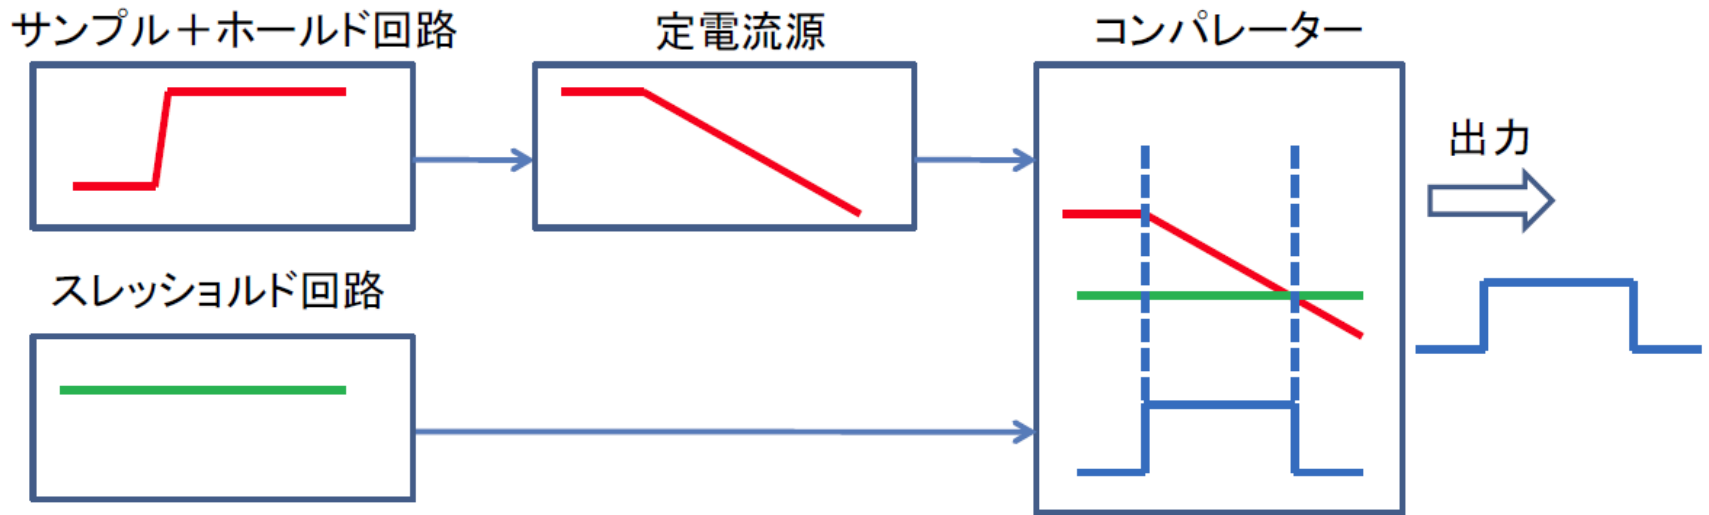 サンプル＋ホールド回路
定電流源
コンパレーター
出力
スレッショルド回路